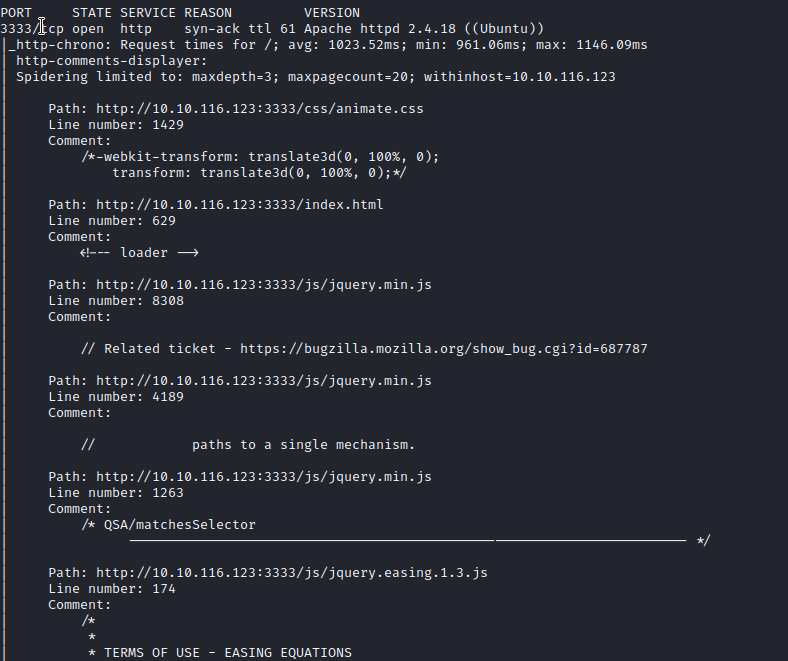 PORT STATE SERVICE REASON VERSION
3333/tcp open http syn-ack ttl 61 Apache httpd 2.4.18 ((Ubuntu))
|_http-chrono: Request times for /; avg: 1023.52ms; min: 961.06ms; max: 1146.09ms
| http-comments-displayer:
| Spidering limited to: maxdepth=3; maxpagecount=20; withinhost=10.10.116.123
|
| Path: http://10.10.116.123:3333/css/animate.css
| Line number: 1429
| Comment:
| /*-webkit-transform: translate3d(0, 100%, 0);
| transform: translate3d(0, 100%, 0);*/
|
| Path: http://10.10.116.123:3333/index.html
| Line number: 629
| Comment:
| <!--- loader -->
|
| Path: http://10.10.116.123:3333/js/jquery.min.js
| Line number: 8308
| Comment:
|
| // Related ticket - https://bugzilla.mozilla.org/show_bug.cgi?id=687787
|
| Path: http://10.10.116.123:3333/js/jquery.min.js
| Line number: 4189
| Comment:
|
| // paths to a single mechanism.
|
| Path: http://10.10.116.123:3333/js/jquery.min.js
| Line number: 1263
| Comment:
| /* QSA/matchesSelector
| ---------------------------------------------------------------------- */
|
| Path: http://10.10.116.123:3333/js/jquery.easing.1.3.js
| Line number: 174
| Comment:
| /*
| *
| * TERMS OF USE - EASING EQUATIONS